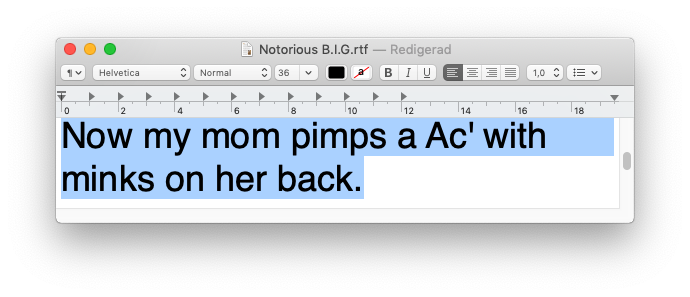 Notorious B.I.G.rtf — Redigerad
¶ Helvetica Normal 36 a B I U 1,0
0 2 4 6 8 10 12 14 16 18
Now my mom pimps a Ac' with
minks on her back.